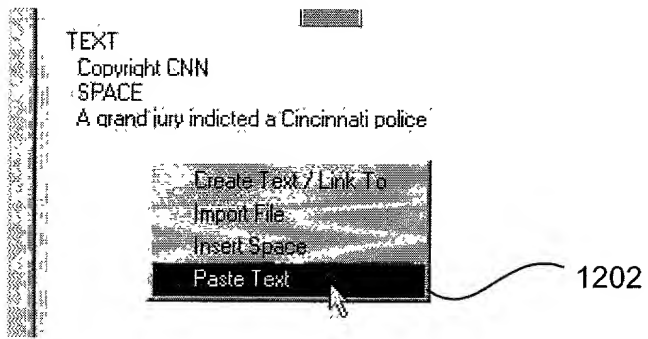 TEXT
Copyright CNN
SPACE
A grand jury indicted a Cincinnati police
Create Text / Link To
Import File
Insert Space
Paste Text
1202